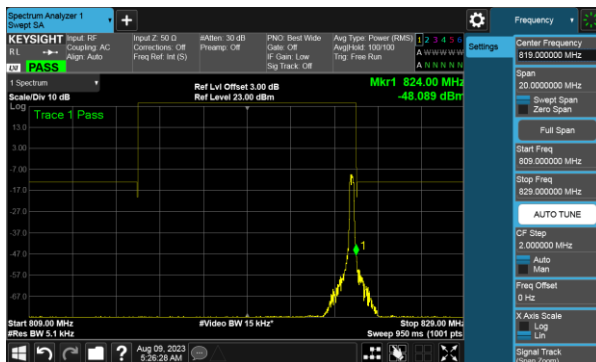 Spectrum Analyzer 1
Swept SA
Frequency
KEYSIGHT
RL
Input: RF
Coupling: AC
Align: Auto
Input Z: 50 Ω
Corrections: Off
Freq Ref: Int (S)
#Atten: 30 dB
Preamp: Off
PNO: Best Wide
Gate: Off
IF Gain: Low
Sig Track: Off
Avg Type: Power (RMS)
Avg|Hold: 100/100
Trig: Free Run
1 2 3 4 5 6
A W W W W W
A N N N N N
LXI PASS
1 Spectrum
Scale/Div 10 dB
Log
Ref Lvl Offset 3.00 dB
Ref Level 23.00 dBm
Mkr1 824.00 MHz
-48.089 dBm
Trace 1 Pass
13.0
3.00
-7.00
-17.0
-27.0
-37.0
-47.0
-57.0
-67.0
1
Start 809.00 MHz
#Res BW 5.1 kHz
#Video BW 15 kHz*
Stop 829.00 MHz
Sweep 950 ms (1001 pts)
Aug 09, 2023
5:26:28 AM
Settings
Center Frequency
819.000000 MHz
Span
20.0000000 MHz
Swept Span
Zero Span
Full Span
Start Freq
809.000000 MHz
Stop Freq
829.000000 MHz
AUTO TUNE
CF Step
2.000000 MHz
Auto
Man
Freq Offset
0 Hz
X Axis Scale
Log
Lin
Signal Track
(Span Zoom)